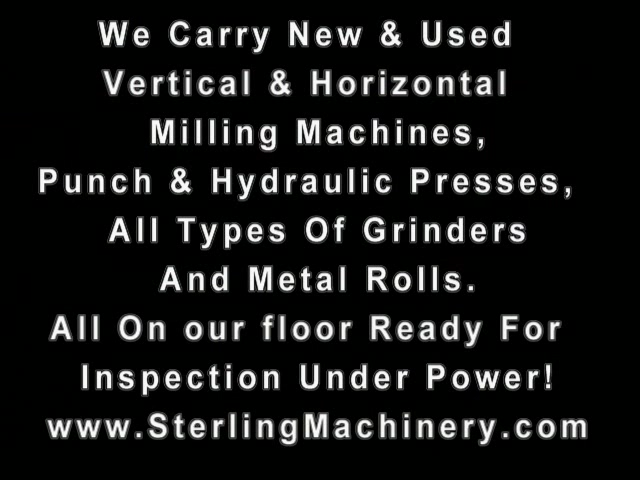 We Carry New & Used
Vertical & Horizontal
Milling Machines,
Punch & Hydraulic Presses,
All Types Of Grinders
And Metal Rolls.
All On our floor Ready For
Inspection Under Power!
www.SterlingMachinery.com